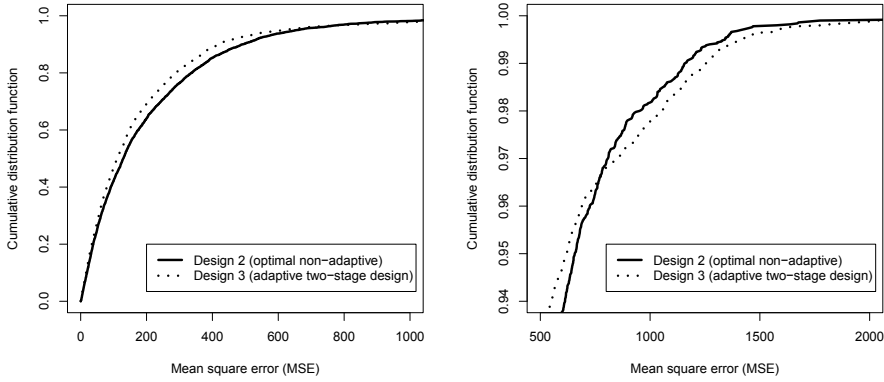 Cumulative distribution function
1.0
0.8
0.6
0.4
0.2
0.0
Design 2 (optimal non−adaptive)
Design 3 (adaptive two−stage design)
0 200 400 600 800 1000
Mean square error (MSE)
Cumulative distribution function
1.00
0.99
0.98
0.97
0.96
0.95
0.94
Design 2 (optimal non−adaptive)
Design 3 (adaptive two−stage design)
500 1000 1500 2000
Mean square error (MSE)